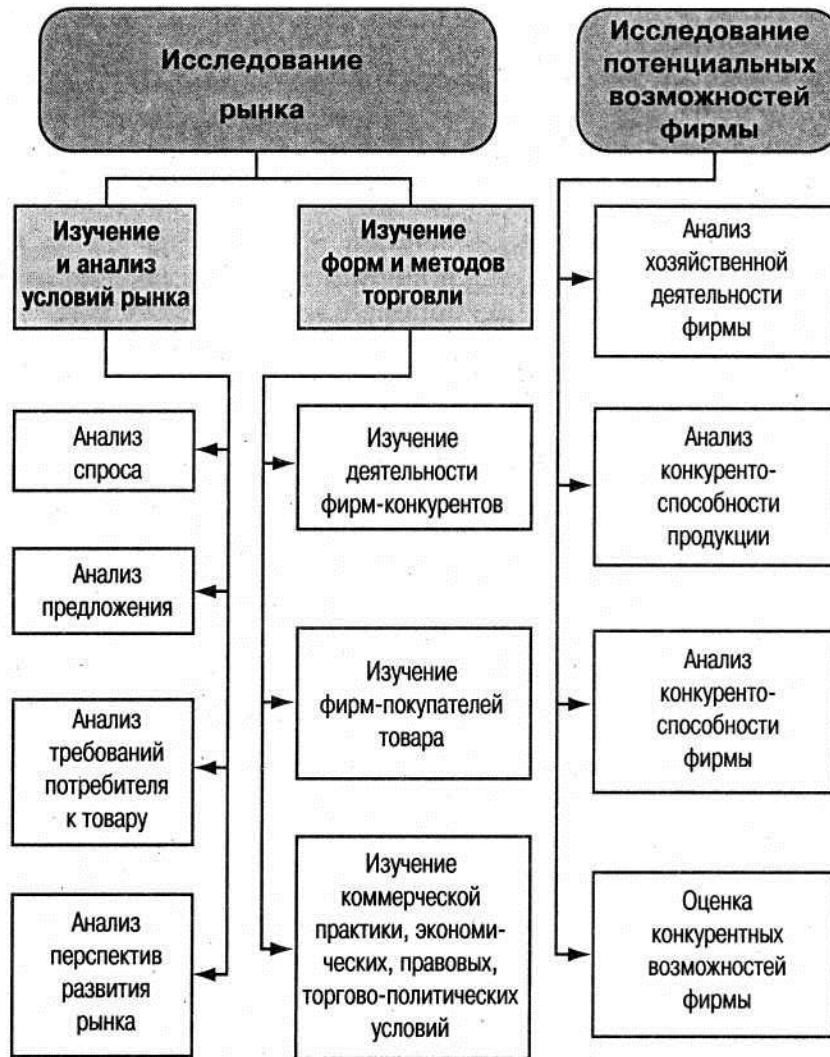 Исследование
рынка
Исследование
потенциальных
возможностей
фирмы
Изучение
и анализ
условий рынка
Изучение
форм и методов
торговли
Анализ
спроса
Анализ
предложения
Анализ
требований
потребителя
к товару
Анализ
перспектив
развития
рынка
Изучение
деятельности
фирм-конкурентов
Изучение
фирм-покупателей
товара
Изучение
коммерческой
практики, экономи-
ческих, правовых,
торгово-политических
условий
Анализ
хозяйственной
деятельности
фирмы
Анализ
конкуренто-
способности
продукции
Анализ
конкуренто-
способности
фирмы
Оценка
конкурентных
возможностей
фирмы